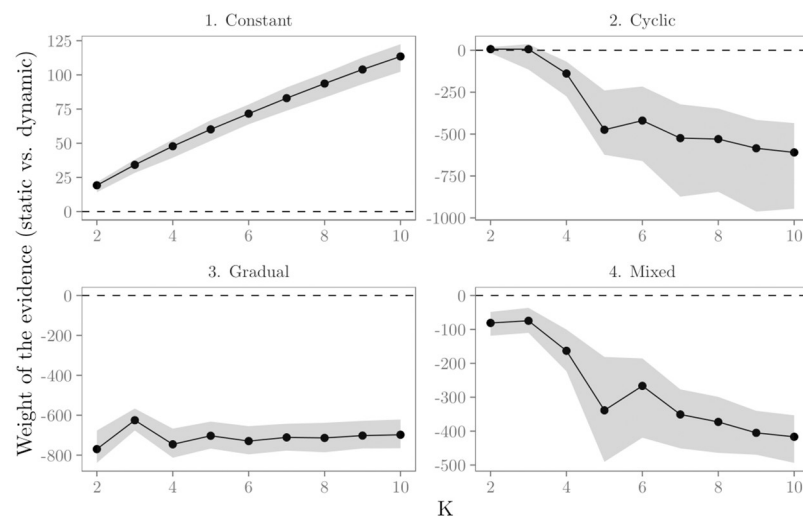 1. Constant
2. Cyclic
125
100
75
50
25
0
2 4 6 8 10
0
-250
-500
-750
-1000
2 4 6 8 10
3. Gradual
4. Mixed
0
-200
-400
-600
-800
2 4 6 8 10
0
-100
-200
-300
-400
-500
2 4 6 8 10
Weight of the evidence (static vs. dynamic)
K